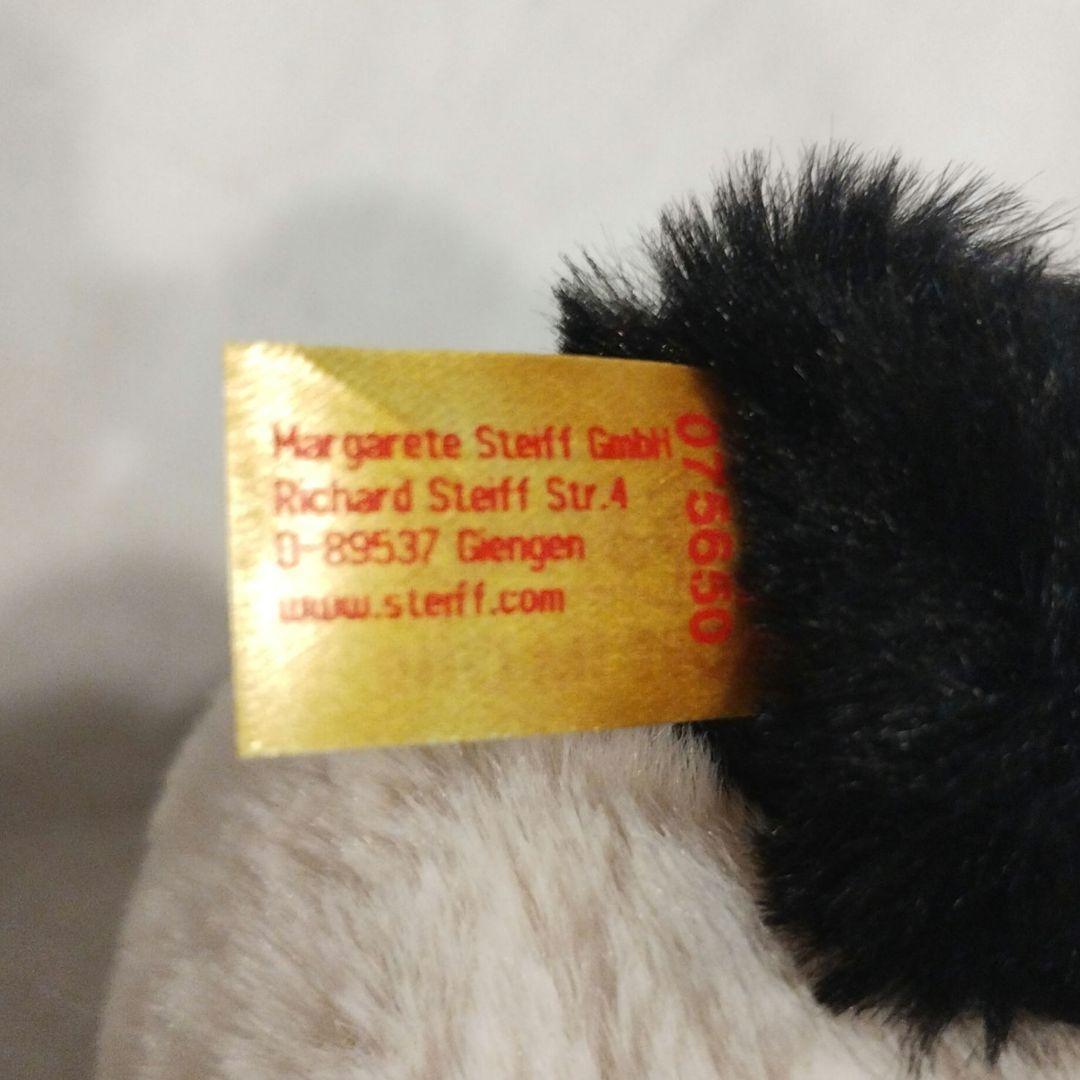 Margarete Steiff GmbH
Richard Steiff Str.4
D-89537 Giengen
www.steiff.com
075650